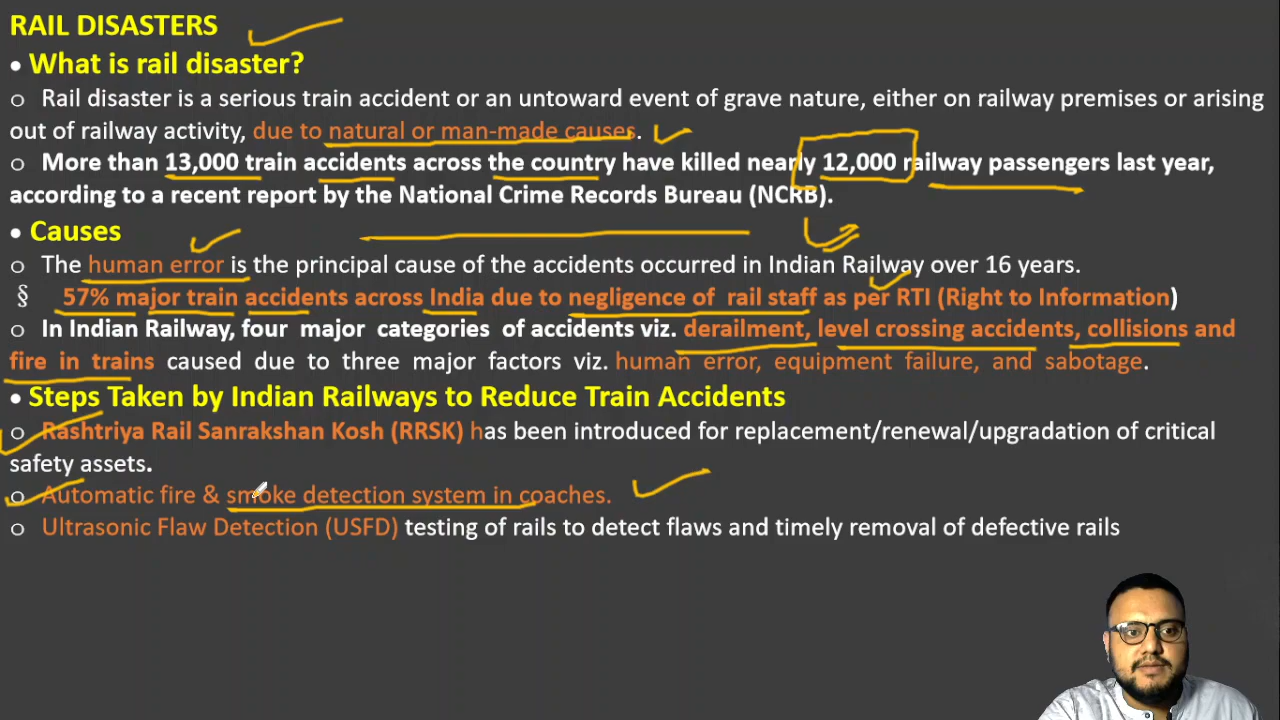 RAIL DISASTERS
• What is rail disaster?
o Rail disaster is a serious train accident or an untoward event of grave nature, either on railway premises or arising
out of railway activity, due to natural or man-made causes.
o More than 13,000 train accidents across the country have killed nearly 12,000 railway passengers last year,
according to a recent report by the National Crime Records Bureau (NCRB).
• Causes
o The human error is the principal cause of the accidents occurred in Indian Railway over 16 years.
§ 57% major train accidents across India due to negligence of rail staff as per RTI (Right to Information)
o In Indian Railway, four major categories of accidents viz. derailment, level crossing accidents, collisions and
fire in trains caused due to three major factors viz. human error, equipment failure, and sabotage.
• Steps Taken by Indian Railways to Reduce Train Accidents
o Rashtriya Rail Sanrakshan Kosh (RRSK) has been introduced for replacement/renewal/upgradation of critical
safety assets.
o Automatic fire & smoke detection system in coaches.
o Ultrasonic Flaw Detection (USFD) testing of rails to detect flaws and timely removal of defective rails